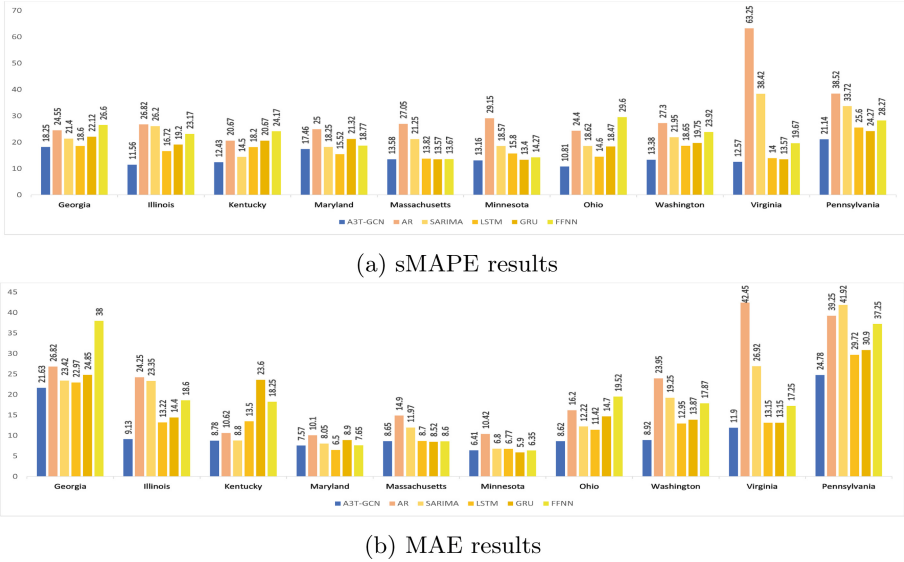 70
60
50
40
30
20
10
0
18.25 24.55 21.4 18.6 22.12 26.6
11.56 26.82 26.2 16.72 19.2 23.17
12.43 20.67 14.5 18.2 20.67 24.17
17.46 25 18.25 15.52 21.32 18.77
13.58 27.05 21.25 13.82 13.57 13.67
13.16 29.15 18.57 15.8 13.4 14.27
10.81 24.4 18.62 14.6 18.47 29.6
13.38 27.3 21.95 18.65 19.75 23.92
12.57 63.25 38.42 14 13.57 19.67
21.14 38.52 33.72 25.6 24.27 28.27
Georgia Illinois Kentucky Maryland Massachusetts Minnesota Ohio Washington Virginia Pennsylvania
A3T-GCN AR SARIMA LSTM GRU FFNN
(a) sMAPE results
45
40
35
30
25
20
15
10
5
0
21.63 26.82 23.42 22.97 24.85 38
9.13 24.25 23.35 13.22 14.4 18.6
8.78 10.62 8.8 13.5 23.6 18.25
7.57 10.1 8.05 6.5 8.9 7.65
8.65 14.9 11.97 8.7 8.52 8.6
6.41 10.42 6.8 6.77 5.9 6.35
8.62 16.2 12.22 11.42 14.7 19.52
8.92 23.95 19.25 12.95 13.87 17.87
11.9 42.45 26.92 13.15 13.15 17.25
24.78 39.25 41.92 29.72 30.9 37.25
Georgia Illinois Kentucky Maryland Massachusetts Minnesota Ohio Washington Virginia Pennsylvania
A3T-GCN AR SARIMA LSTM GRU FFNN
(b) MAE results